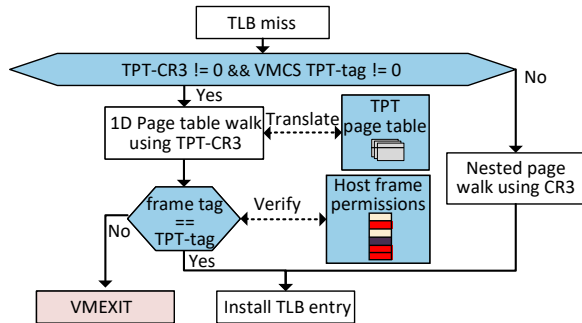 TLB miss
TPT-CR3 != 0 && VMCS TPT-tag != 0
No
Yes
1D Page table walk
using TPT-CR3
Translate
TPT
page table
Nested page
walk using CR3
frame tag
==
TPT-tag
Verify
Host frame
permissions
No
Yes
VMEXIT
Install TLB entry